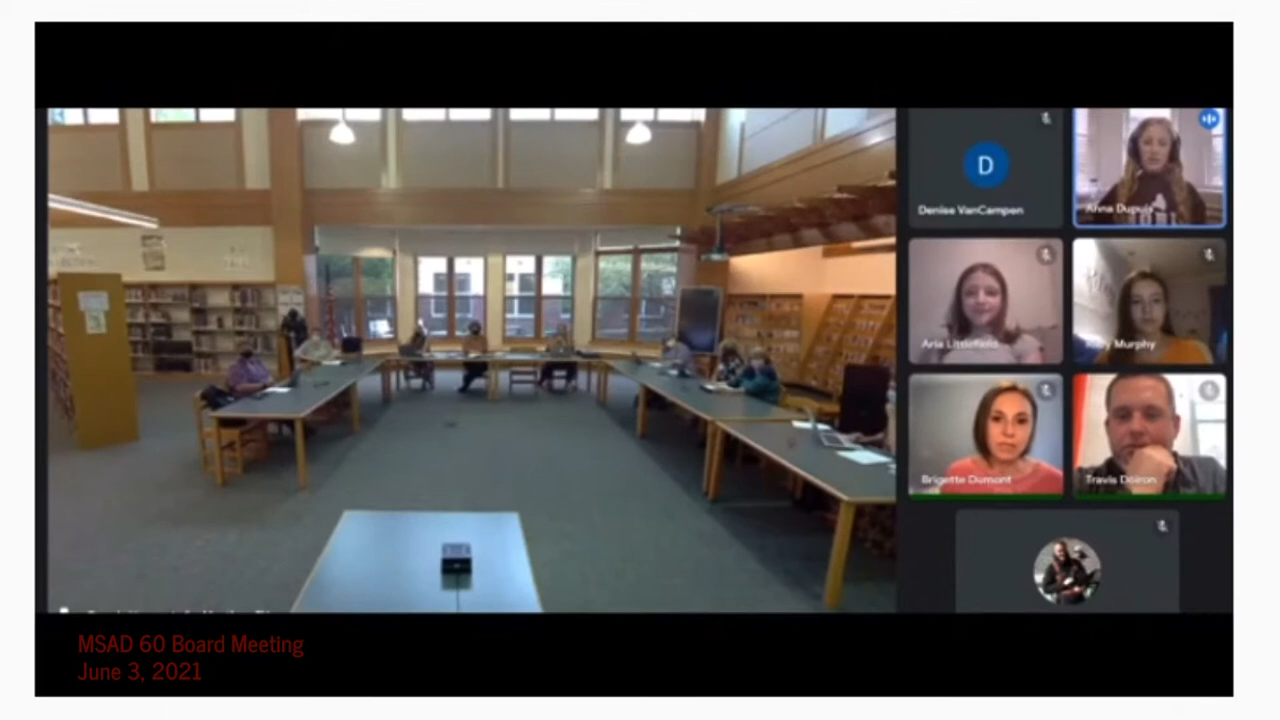 D
Denise VanCampen
Anna Dupuis
Aria Littlefield
Murphy
Brigette Dumont
Travis Doiron
MSAD 60 Board Meeting
June 3, 2021